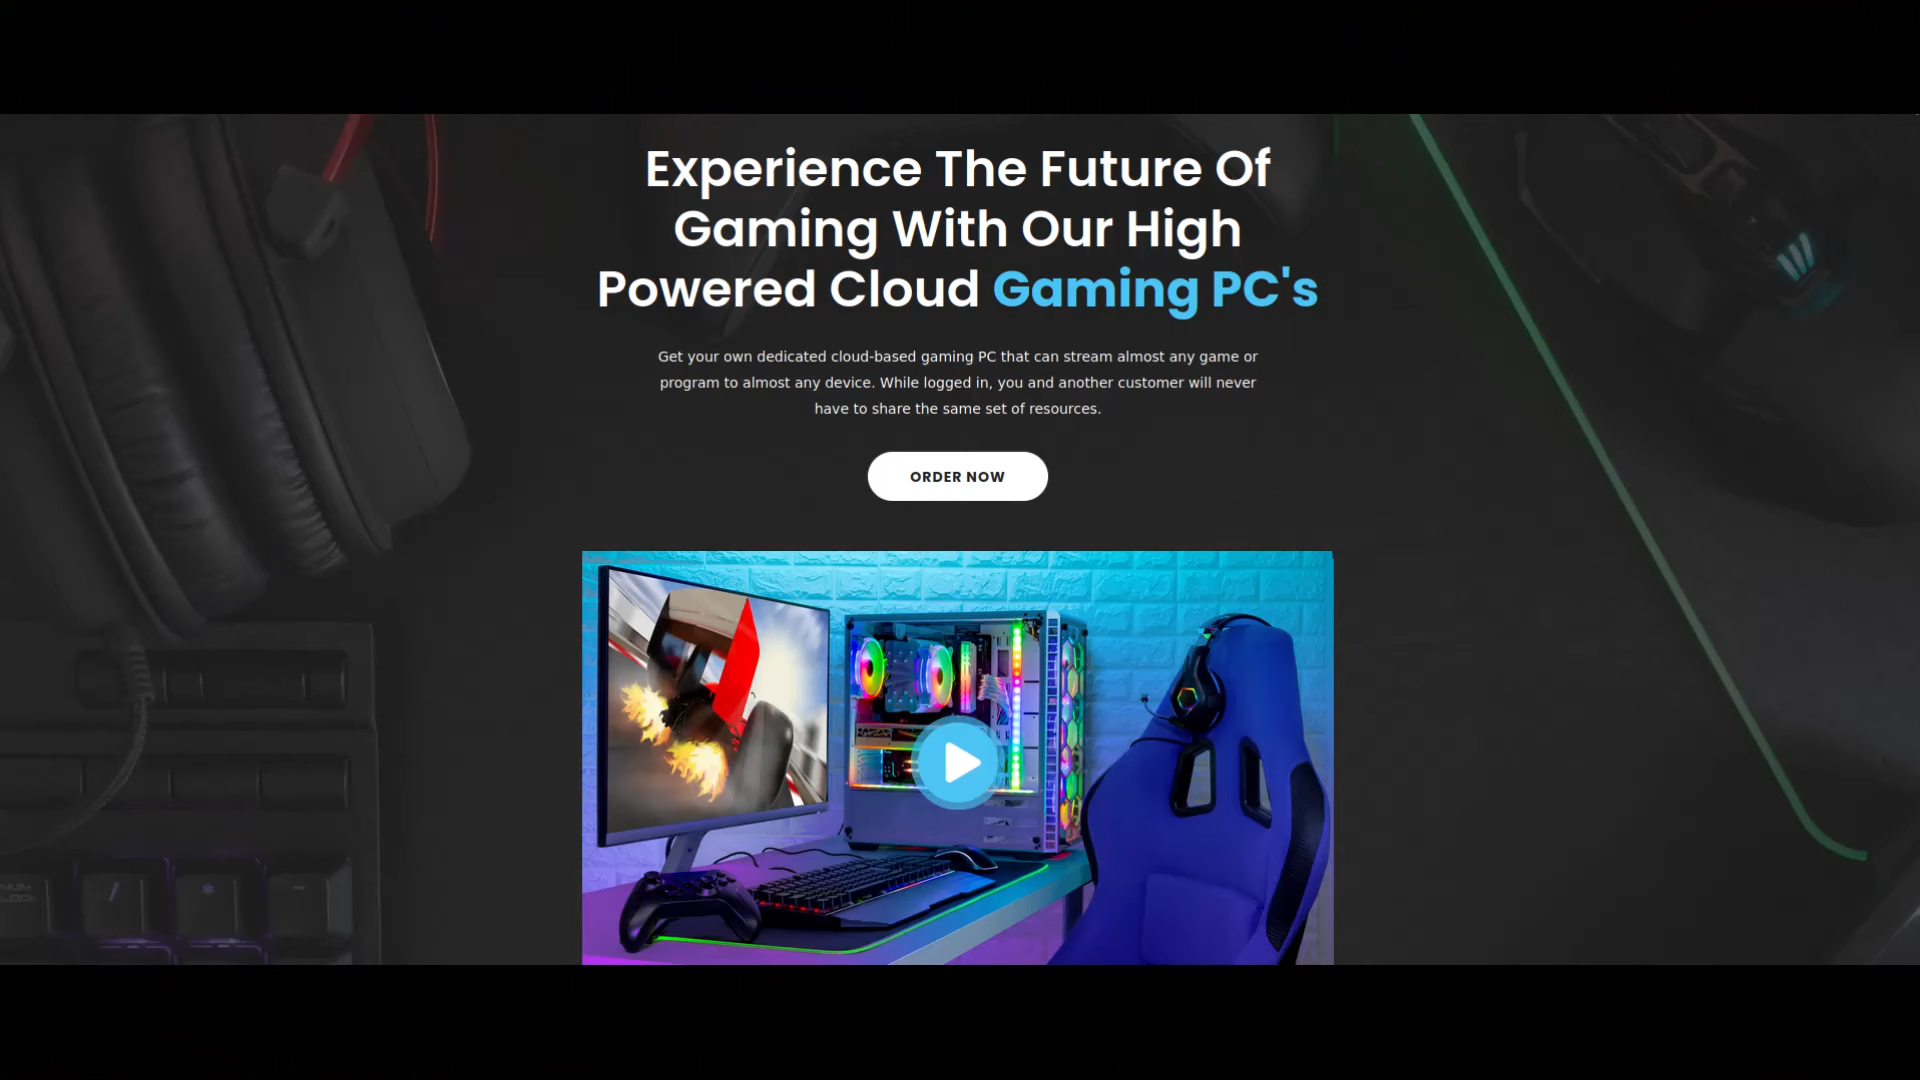 Experience The Future Of
Gaming With Our High
Powered Cloud Gaming PC's
Get your own dedicated cloud-based gaming PC that can stream almost any game or
program to almost any device. While logged in, you and another customer will never
have to share the same set of resources.
ORDER NOW
NUM
LOCK
/
*
-